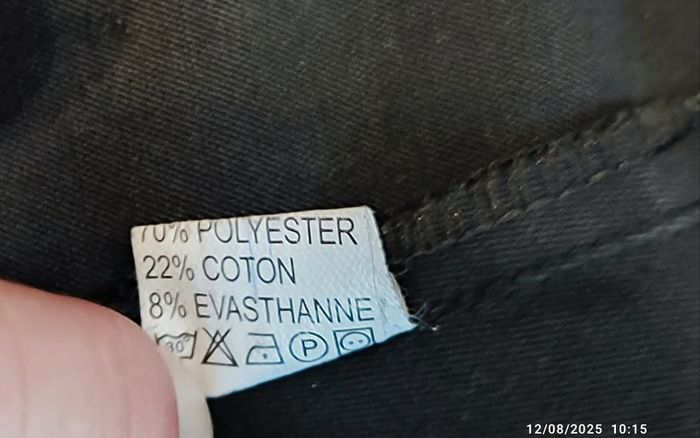 70% POLYESTER
22% COTON
8% EVASTHANNE
30° P
12/08/2025 10:15